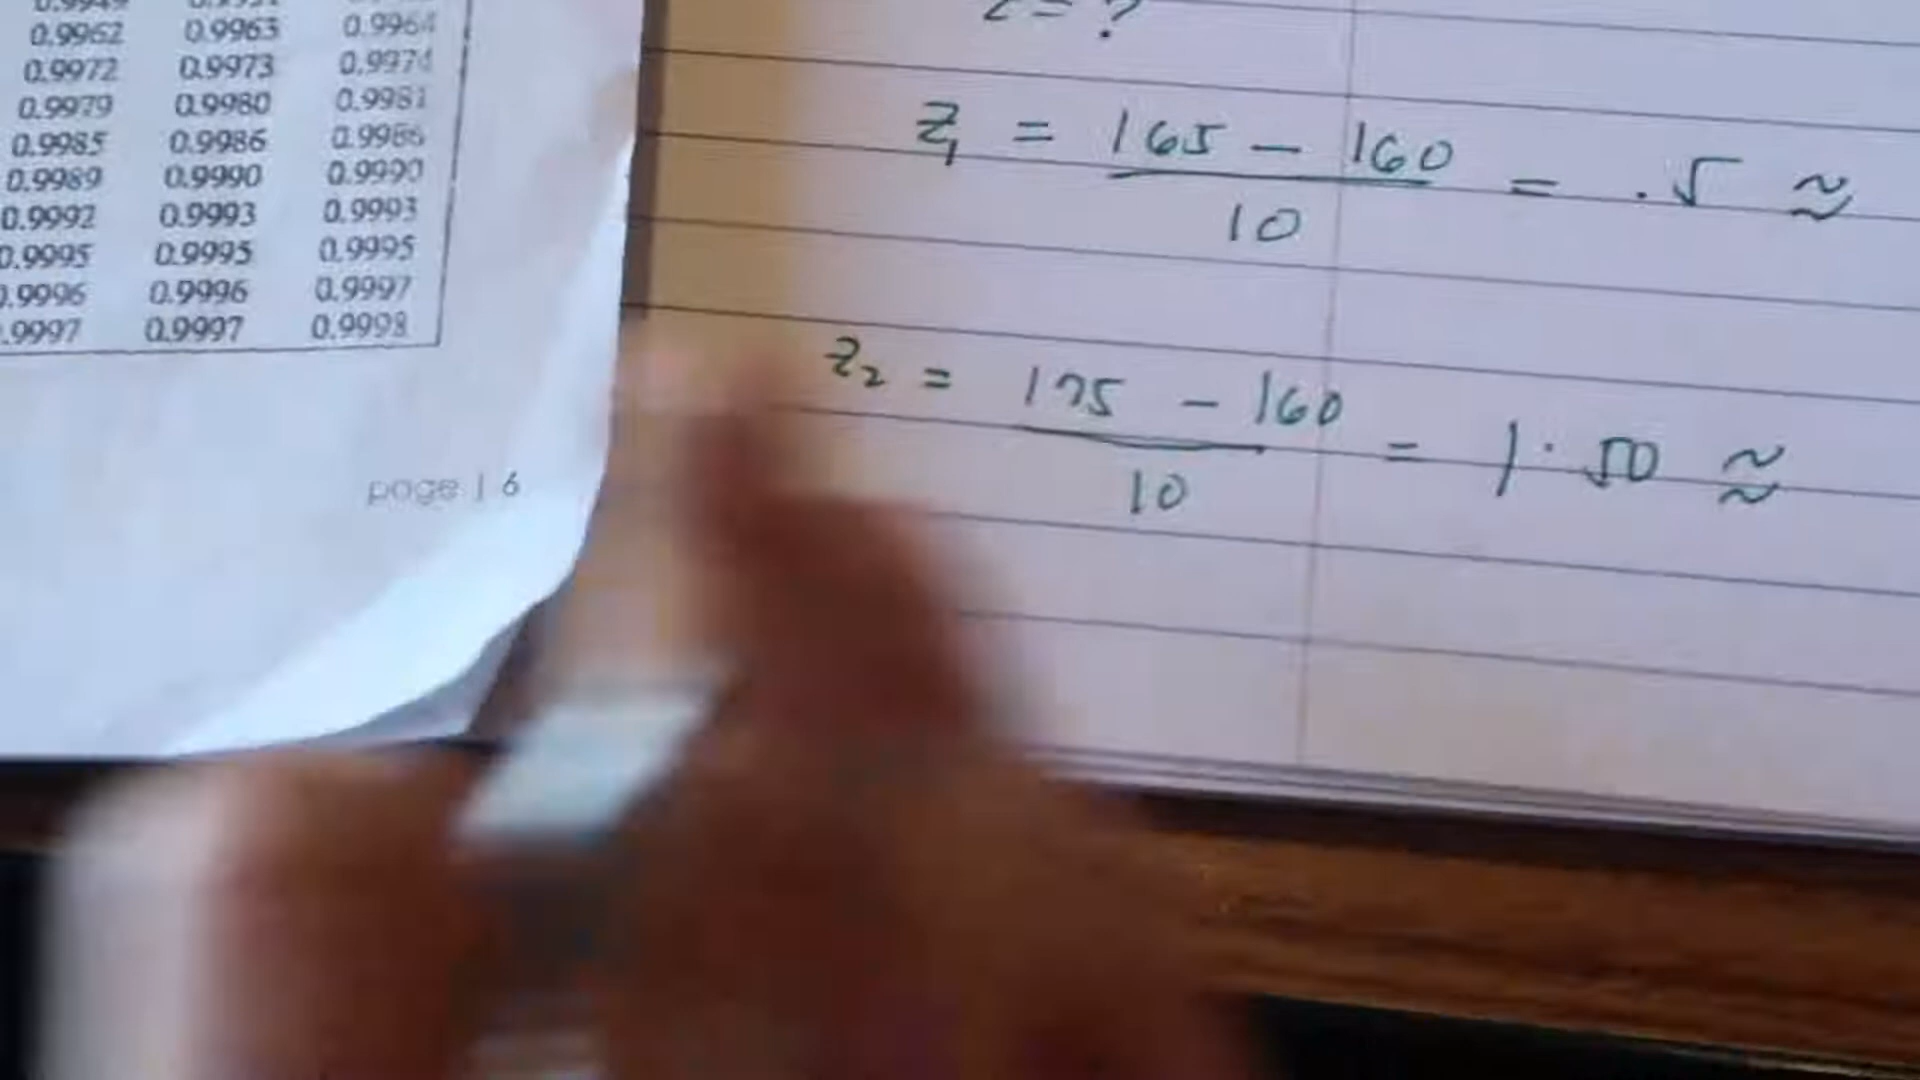 0.9962 0.9963 0.9964
0.9972 0.9973 0.9974
0.9979 0.9980 0.9981
0.9985 0.9986 0.9986
0.9989 0.9990 0.9990
0.9992 0.9993 0.9993
0.9995 0.9995 0.9995
0.9996 0.9996 0.9997
.9997 0.9997 0.9998
page | 6
z = ?
z₁ = 165 - 160 / 10 = .5 ≈
z₂ = 175 - 160 / 10 = 1.50 ≈